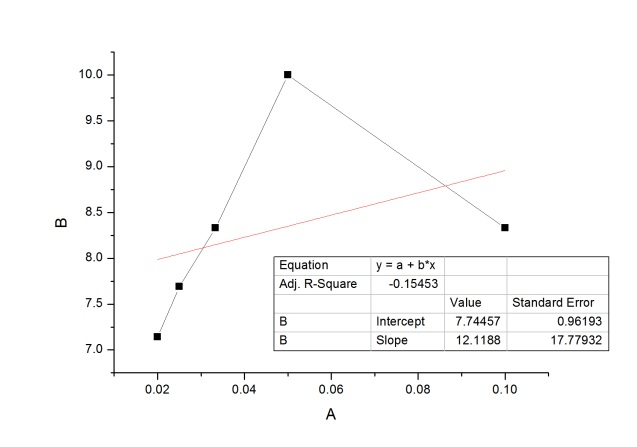 10.0
9.5
9.0
8.5
8.0
7.5
7.0
B
Equation y = a + b*x
Adj. R-Square -0.15453
Value Standard Error
B Intercept 7.74457 0.96193
B Slope 12.1188 17.77932
0.02 0.04 0.06 0.08 0.10
A